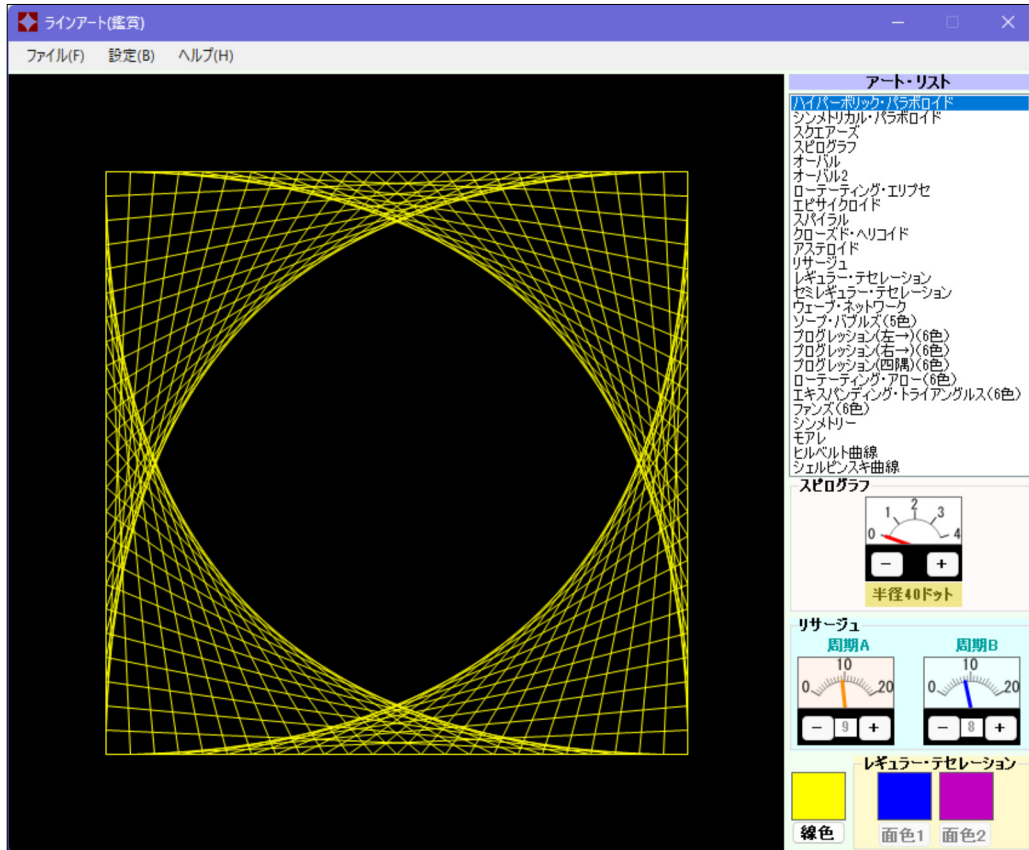 ラインアート(鑑賞)
ファイル(F) 設定(B) ヘルプ(H)
アート・リスト
ハイパーボリック・パラボロイド
シンメトリカル・パラボロイド
スクエアーズ
スピログラフ
オーバル
オーバル2
ローテーティング・エリプセ
エピサイクロイド
スパイラル
クローズド・ヘリコイド
アステロイド
リサージュ
レギュラー・テセレーション
セミレギュラー・テセレーション
ウェーブ・ネットワーク
ソープ・バブルズ(5色)
プログレッション(左→)(6色)
プログレッション(右→)(6色)
プログレッション(四隅)(6色)
ローテーティング・アロー(6色)
エキスパンディング・トライアングルス(6色)
ファンズ(6色)
シンメトリー
モアレ
ヒルベルト曲線
シェルピンスキ曲線
スピログラフ
0 1 2 3 4
- +
半径40ドット
リサージュ
周期A 周期B
0 10 20 0 10 20
- 9 + - 8 +
レギュラー・テセレーション
線色 面色1 面色2